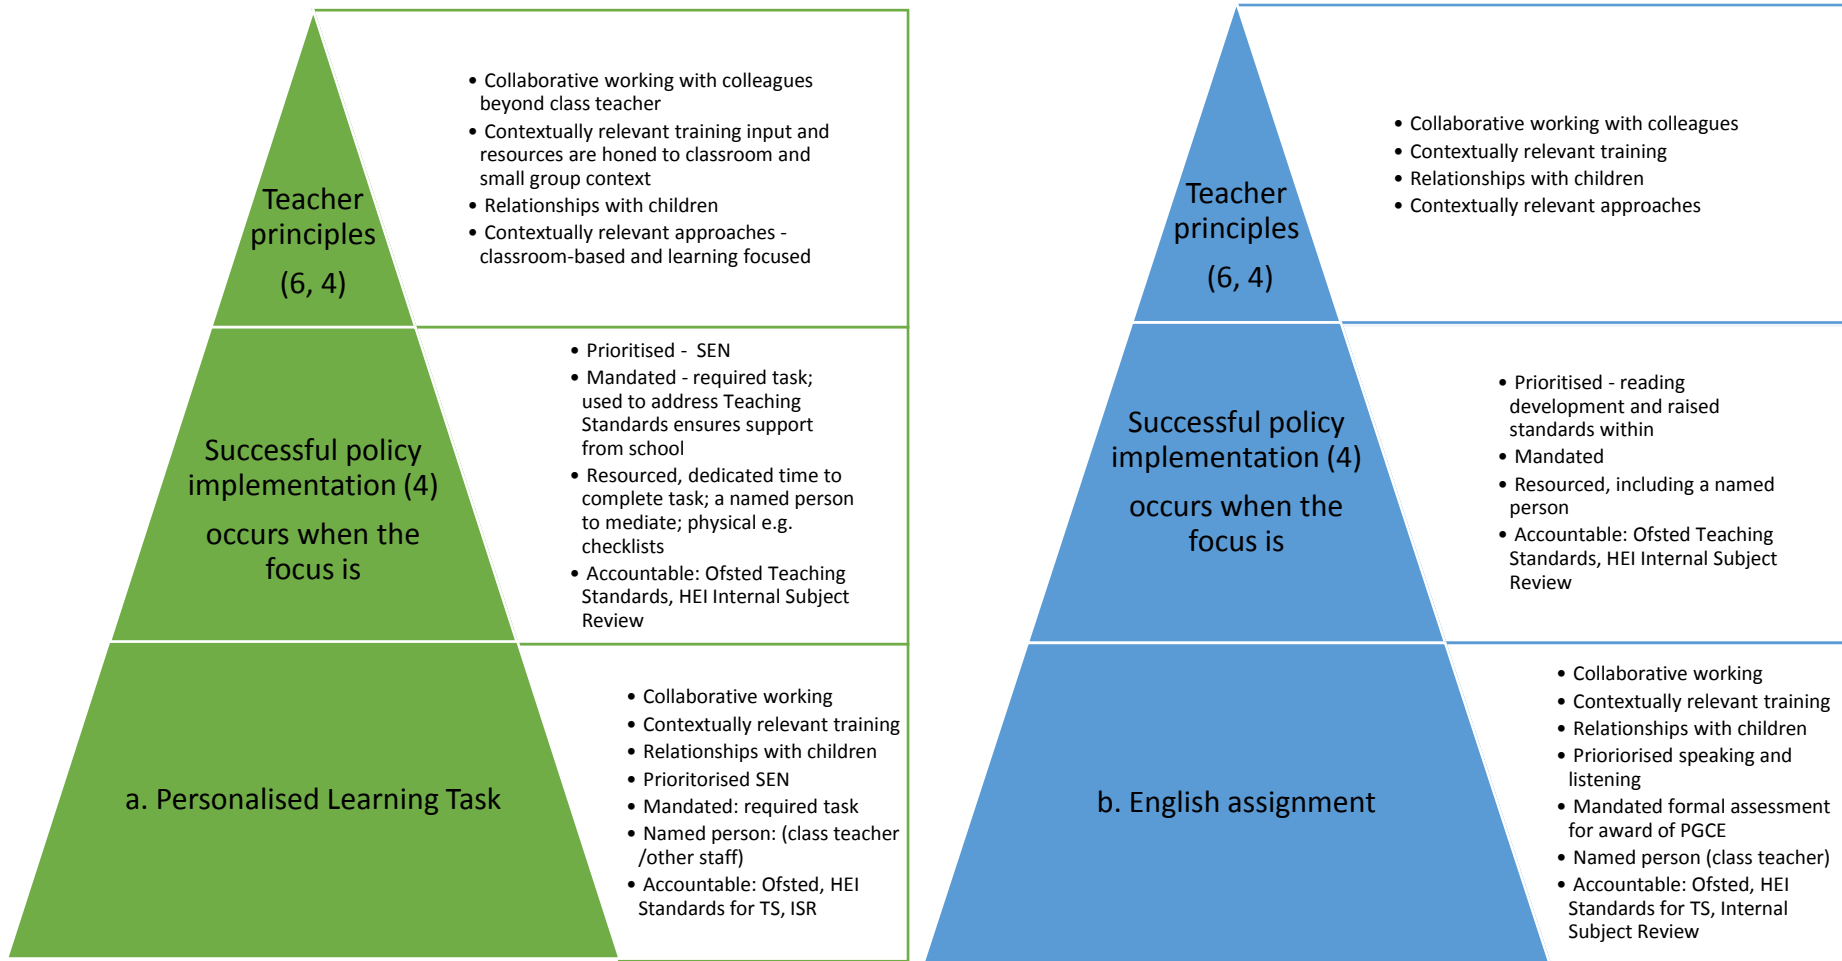 Teacher
principles
(6, 4)
• Collaborative working with colleagues
beyond class teacher
• Contextually relevant training input and
resources are honed to classroom and
small group context
• Relationships with children
• Contextually relevant approaches -
classroom-based and learning focused
Successful policy
implementation (4)
occurs when the
focus is
• Prioritised -  SEN
• Mandated - required task;
used to address Teaching
Standards ensures support
from school
• Resourced, dedicated time to
complete task; a named person
to mediate; physical e.g.
checklists
• Accountable: Ofsted Teaching
Standards, HEI Internal Subject
Review
a. Personalised Learning Task
• Collaborative working
• Contextually relevant training
• Relationships with children
• Prioritorised SEN
• Mandated: required task
• Named person: (class teacher
/other staff)
• Accountable: Ofsted, HEI
Standards for TS, ISR
Teacher
principles
(6, 4)
• Collaborative working with colleagues
• Contextually relevant training
• Relationships with children
• Contextually relevant approaches
Successful policy
implementation (4)
occurs when the
focus is
• Prioritised - reading
development and raised
standards within
• Mandated
• Resourced, including a named
person
• Accountable: Ofsted Teaching
Standards, HEI Internal Subject
Review
b. English assignment
• Collaborative working
• Contextually relevant training
• Relationships with children
• Prioriorised speaking and
listening
• Mandated formal assessment
for award of PGCE
• Named person (class teacher)
• Accountable: Ofsted, HEI
Standards for TS, Internal
Subject Review